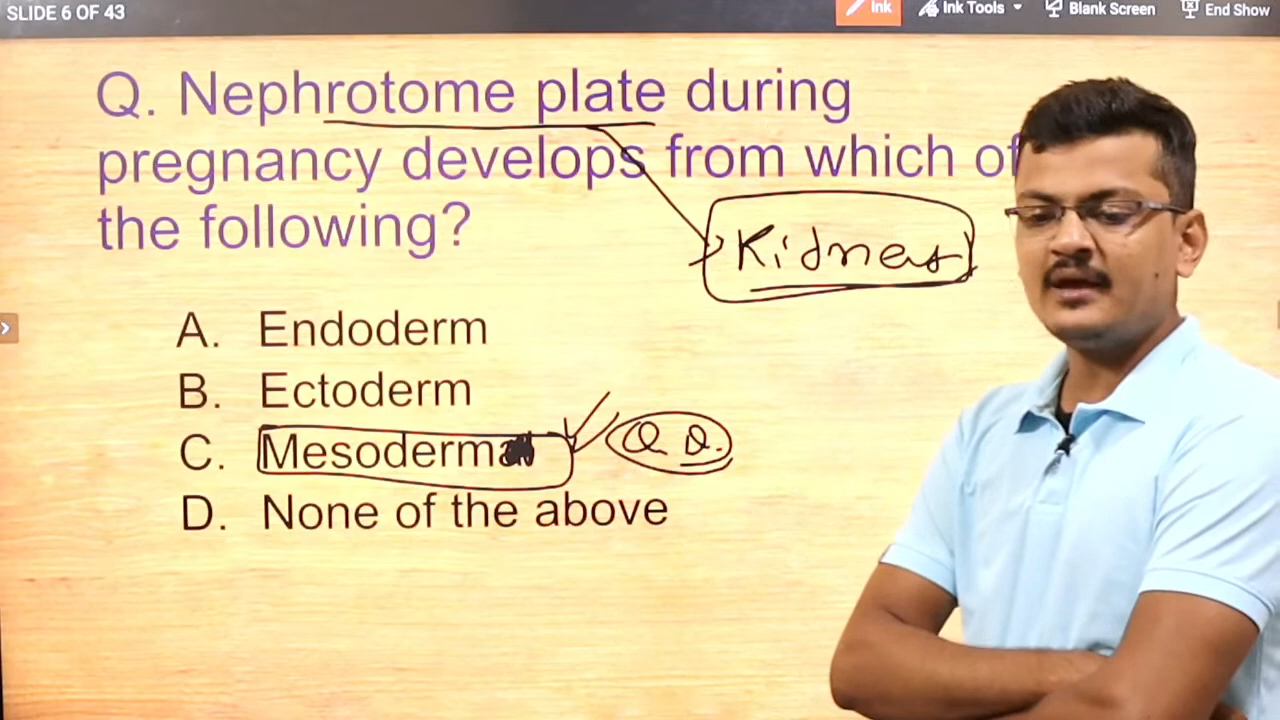 SLIDE 6 OF 43
Ink
Ink Tools
Blank Screen
End Show
Q. Nephrotome plate during
pregnancy develops from which of
the following?
Kidney
A. Endoderm
B. Ectoderm
C. Mesoderm
D. None of the above